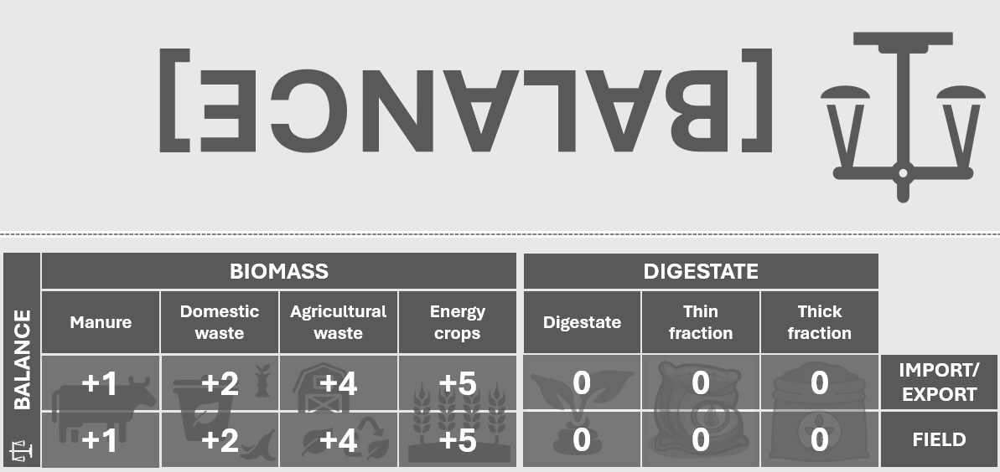 [BALANCE]
BALANCE
BIOMASS DIGESTATE
Manure Domestic waste Agricultural waste Energy crops Digestate Thin fraction Thick fraction
+1 +2 +4 +5 0 0 0 IMPORT/EXPORT
+1 +2 +4 +5 0 0 0 FIELD